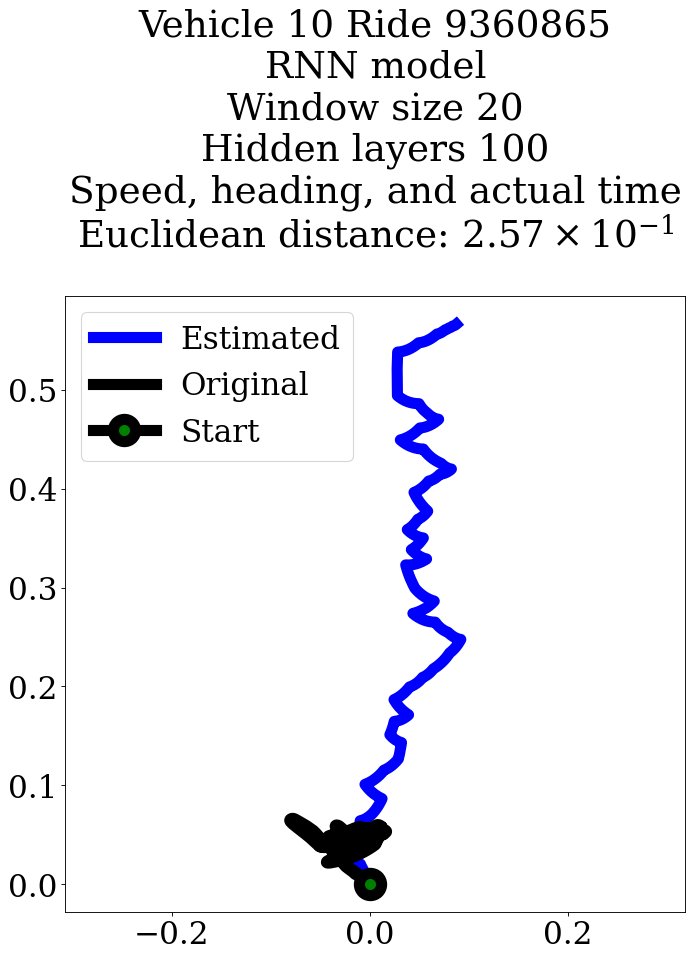 Vehicle 10 Ride 9360865
RNN model
Window size 20
Hidden layers 100
Speed, heading, and actual time
Euclidean distance: 2.57 × 10⁻¹
Estimated
Original
Start
0.5
0.4
0.3
0.2
0.1
0.0
−0.2 0.0 0.2